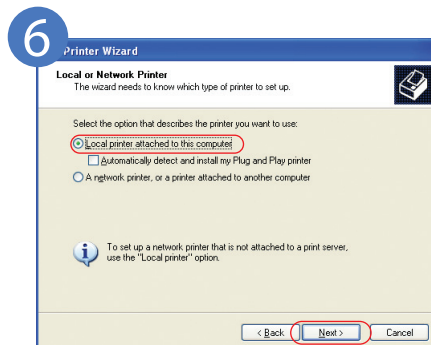 6
Printer Wizard
Local or Network Printer
The wizard needs to know which type of printer to set up.
Select the option that describes the printer you want to use:
Local printer attached to this computer
Automatically detect and install my Plug and Play printer
A network printer, or a printer attached to another computer
To set up a network printer that is not attached to a print server,
use the "Local printer" option.
< Back Next > Cancel